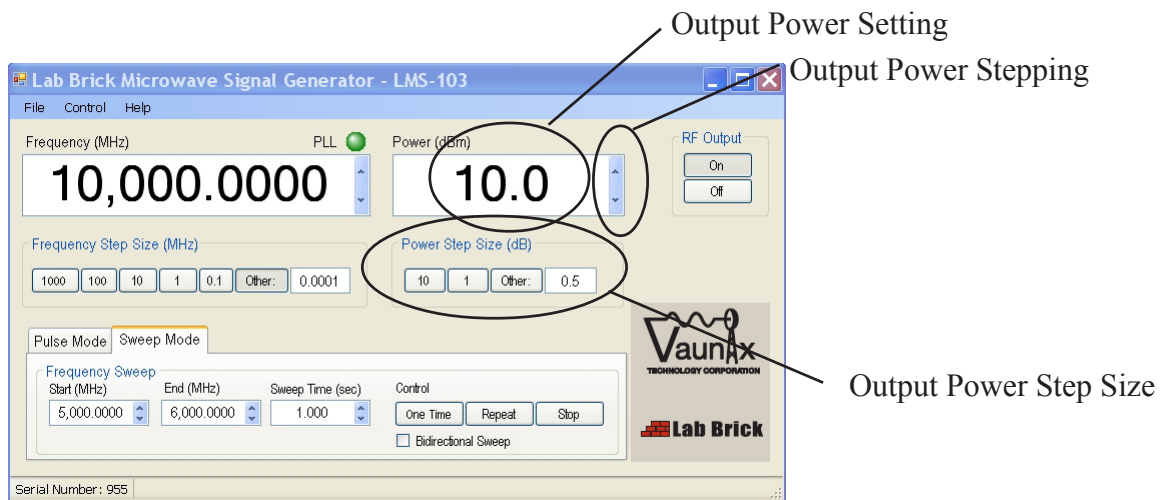 Output Power Setting
Output Power Stepping
Lab Brick Microwave Signal Generator - LMS-103
File Control Help
Frequency (MHz) PLL Power (dBm) RF Output
10,000.0000 10.0 On
Off
Frequency Step Size (MHz) Power Step Size (dB)
1000 100 10 1 0.1 Other: 0.0001 10 1 Other: 0.5
Pulse Mode Sweep Mode
Frequency Sweep
Start (MHz) End (MHz) Sweep Time (sec) Control
5,000.0000 6,000.0000 1.000 One Time Repeat Stop
Bidirectional Sweep
Vaunix
TECHNOLOGY CORPORATION
Lab Brick
Output Power Step Size
Serial Number: 955